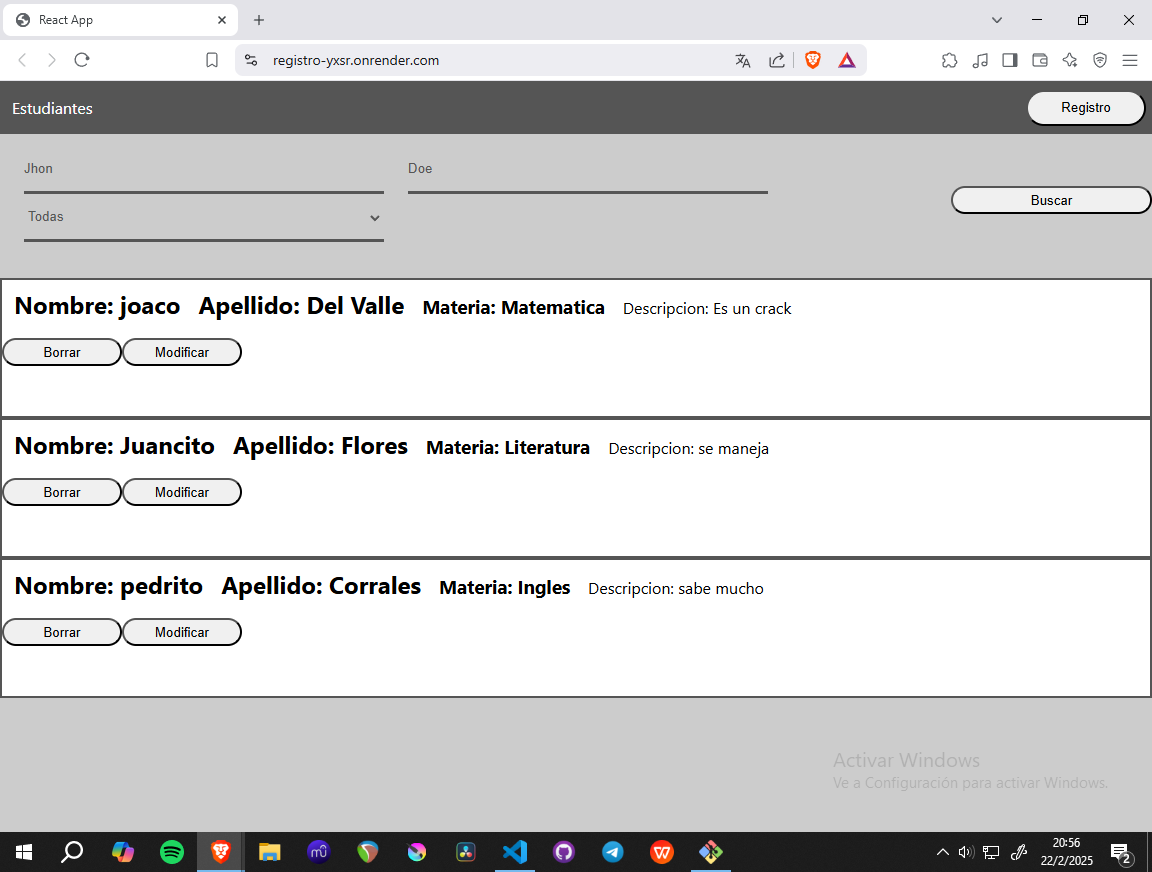 React App
registro-yxsr.onrender.com
Estudiantes
Registro
Jhon
Doe
Todas
Buscar
Nombre: joaco Apellido: Del Valle Materia: Matematica Descripcion: Es un crack
Borrar Modificar
Nombre: Juancito Apellido: Flores Materia: Literatura Descripcion: se maneja
Borrar Modificar
Nombre: pedrito Apellido: Corrales Materia: Ingles Descripcion: sabe mucho
Borrar Modificar
Activar Windows
Ve a Configuración para activar Windows.
20:56
22/2/2025
2